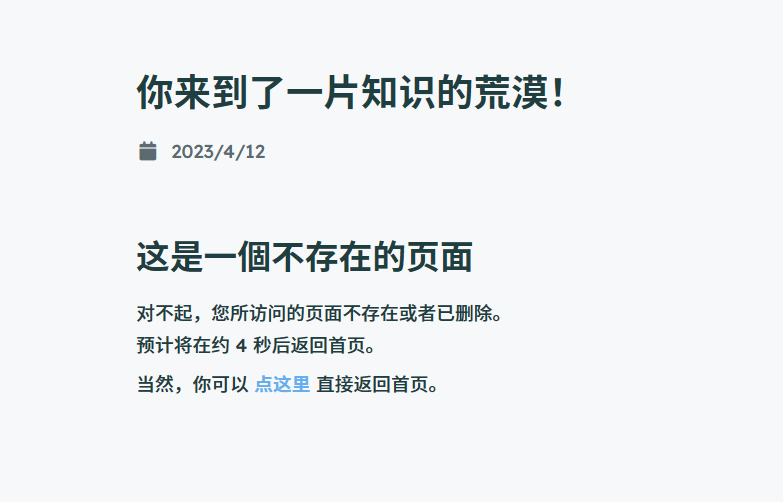 你来到了一片知识的荒漠！
2023/4/12
这是一個不存在的页面
对不起，您所访问的页面不存在或者已删除。
预计将在约 4 秒后返回首页。
当然，你可以 点这里 直接返回首页。